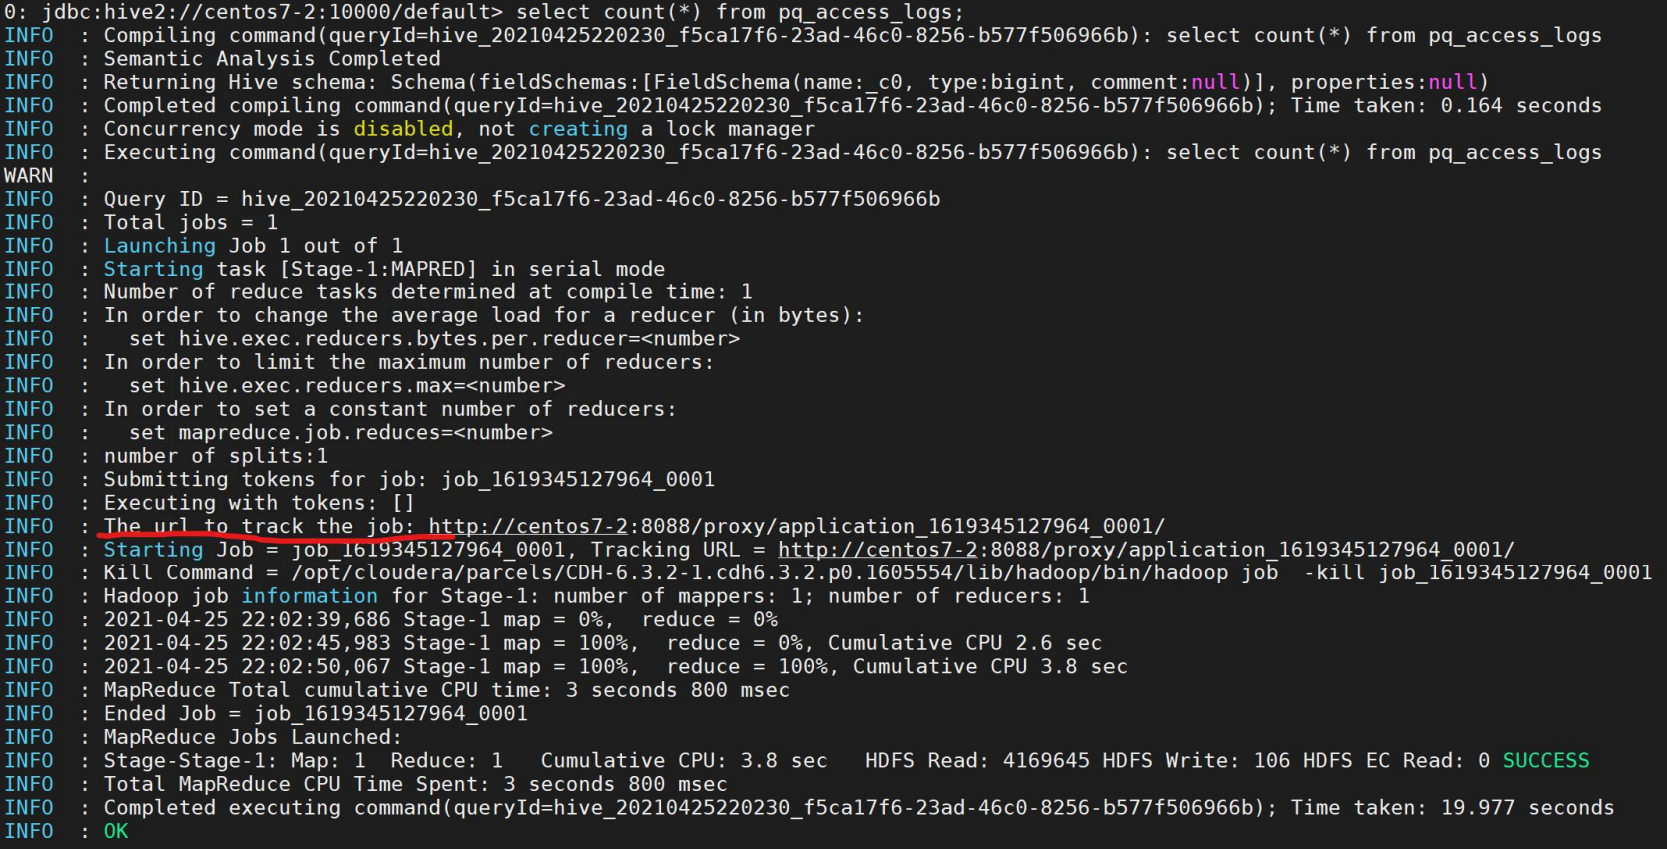 0: jdbc:hive2://centos7-2:10000/default> select count(*) from pq_access_logs;
INFO  : Compiling command(queryId=hive_20210425220230_f5ca17f6-23ad-46c0-8256-b577f506966b): select count(*) from pq_access_logs
INFO  : Semantic Analysis Completed
INFO  : Returning Hive schema: Schema(fieldSchemas:[FieldSchema(name:_c0, type:bigint, comment:null)], properties:null)
INFO  : Completed compiling command(queryId=hive_20210425220230_f5ca17f6-23ad-46c0-8256-b577f506966b); Time taken: 0.164 seconds
INFO  : Concurrency mode is disabled, not creating a lock manager
INFO  : Executing command(queryId=hive_20210425220230_f5ca17f6-23ad-46c0-8256-b577f506966b): select count(*) from pq_access_logs
WARN  :
INFO  : Query ID = hive_20210425220230_f5ca17f6-23ad-46c0-8256-b577f506966b
INFO  : Total jobs = 1
INFO  : Launching Job 1 out of 1
INFO  : Starting task [Stage-1:MAPRED] in serial mode
INFO  : Number of reduce tasks determined at compile time: 1
INFO  : In order to change the average load for a reducer (in bytes):
INFO  :   set hive.exec.reducers.bytes.per.reducer=<number>
INFO  : In order to limit the maximum number of reducers:
INFO  :   set hive.exec.reducers.max=<number>
INFO  : In order to set a constant number of reducers:
INFO  :   set mapreduce.job.reduces=<number>
INFO  : number of splits:1
INFO  : Submitting tokens for job: job_1619345127964_0001
INFO  : Executing with tokens: []
INFO  : The url to track the job: http://centos7-2:8088/proxy/application_1619345127964_0001/
INFO  : Starting Job = job_1619345127964_0001, Tracking URL = http://centos7-2:8088/proxy/application_1619345127964_0001/
INFO  : Kill Command = /opt/cloudera/parcels/CDH-6.3.2-1.cdh6.3.2.p0.1605554/lib/hadoop/bin/hadoop job  -kill job_1619345127964_0001
INFO  : Hadoop job information for Stage-1: number of mappers: 1; number of reducers: 1
INFO  : 2021-04-25 22:02:39,686 Stage-1 map = 0%,  reduce = 0%
INFO  : 2021-04-25 22:02:45,983 Stage-1 map = 100%,  reduce = 0%, Cumulative CPU 2.6 sec
INFO  : 2021-04-25 22:02:50,067 Stage-1 map = 100%,  reduce = 100%, Cumulative CPU 3.8 sec
INFO  : MapReduce Total cumulative CPU time: 3 seconds 800 msec
INFO  : Ended Job = job_1619345127964_0001
INFO  : MapReduce Jobs Launched:
INFO  : Stage-Stage-1: Map: 1  Reduce: 1   Cumulative CPU: 3.8 sec   HDFS Read: 4169645 HDFS Write: 106 HDFS EC Read: 0 SUCCESS
INFO  : Total MapReduce CPU Time Spent: 3 seconds 800 msec
INFO  : Completed executing command(queryId=hive_20210425220230_f5ca17f6-23ad-46c0-8256-b577f506966b); Time taken: 19.977 seconds
INFO  : OK